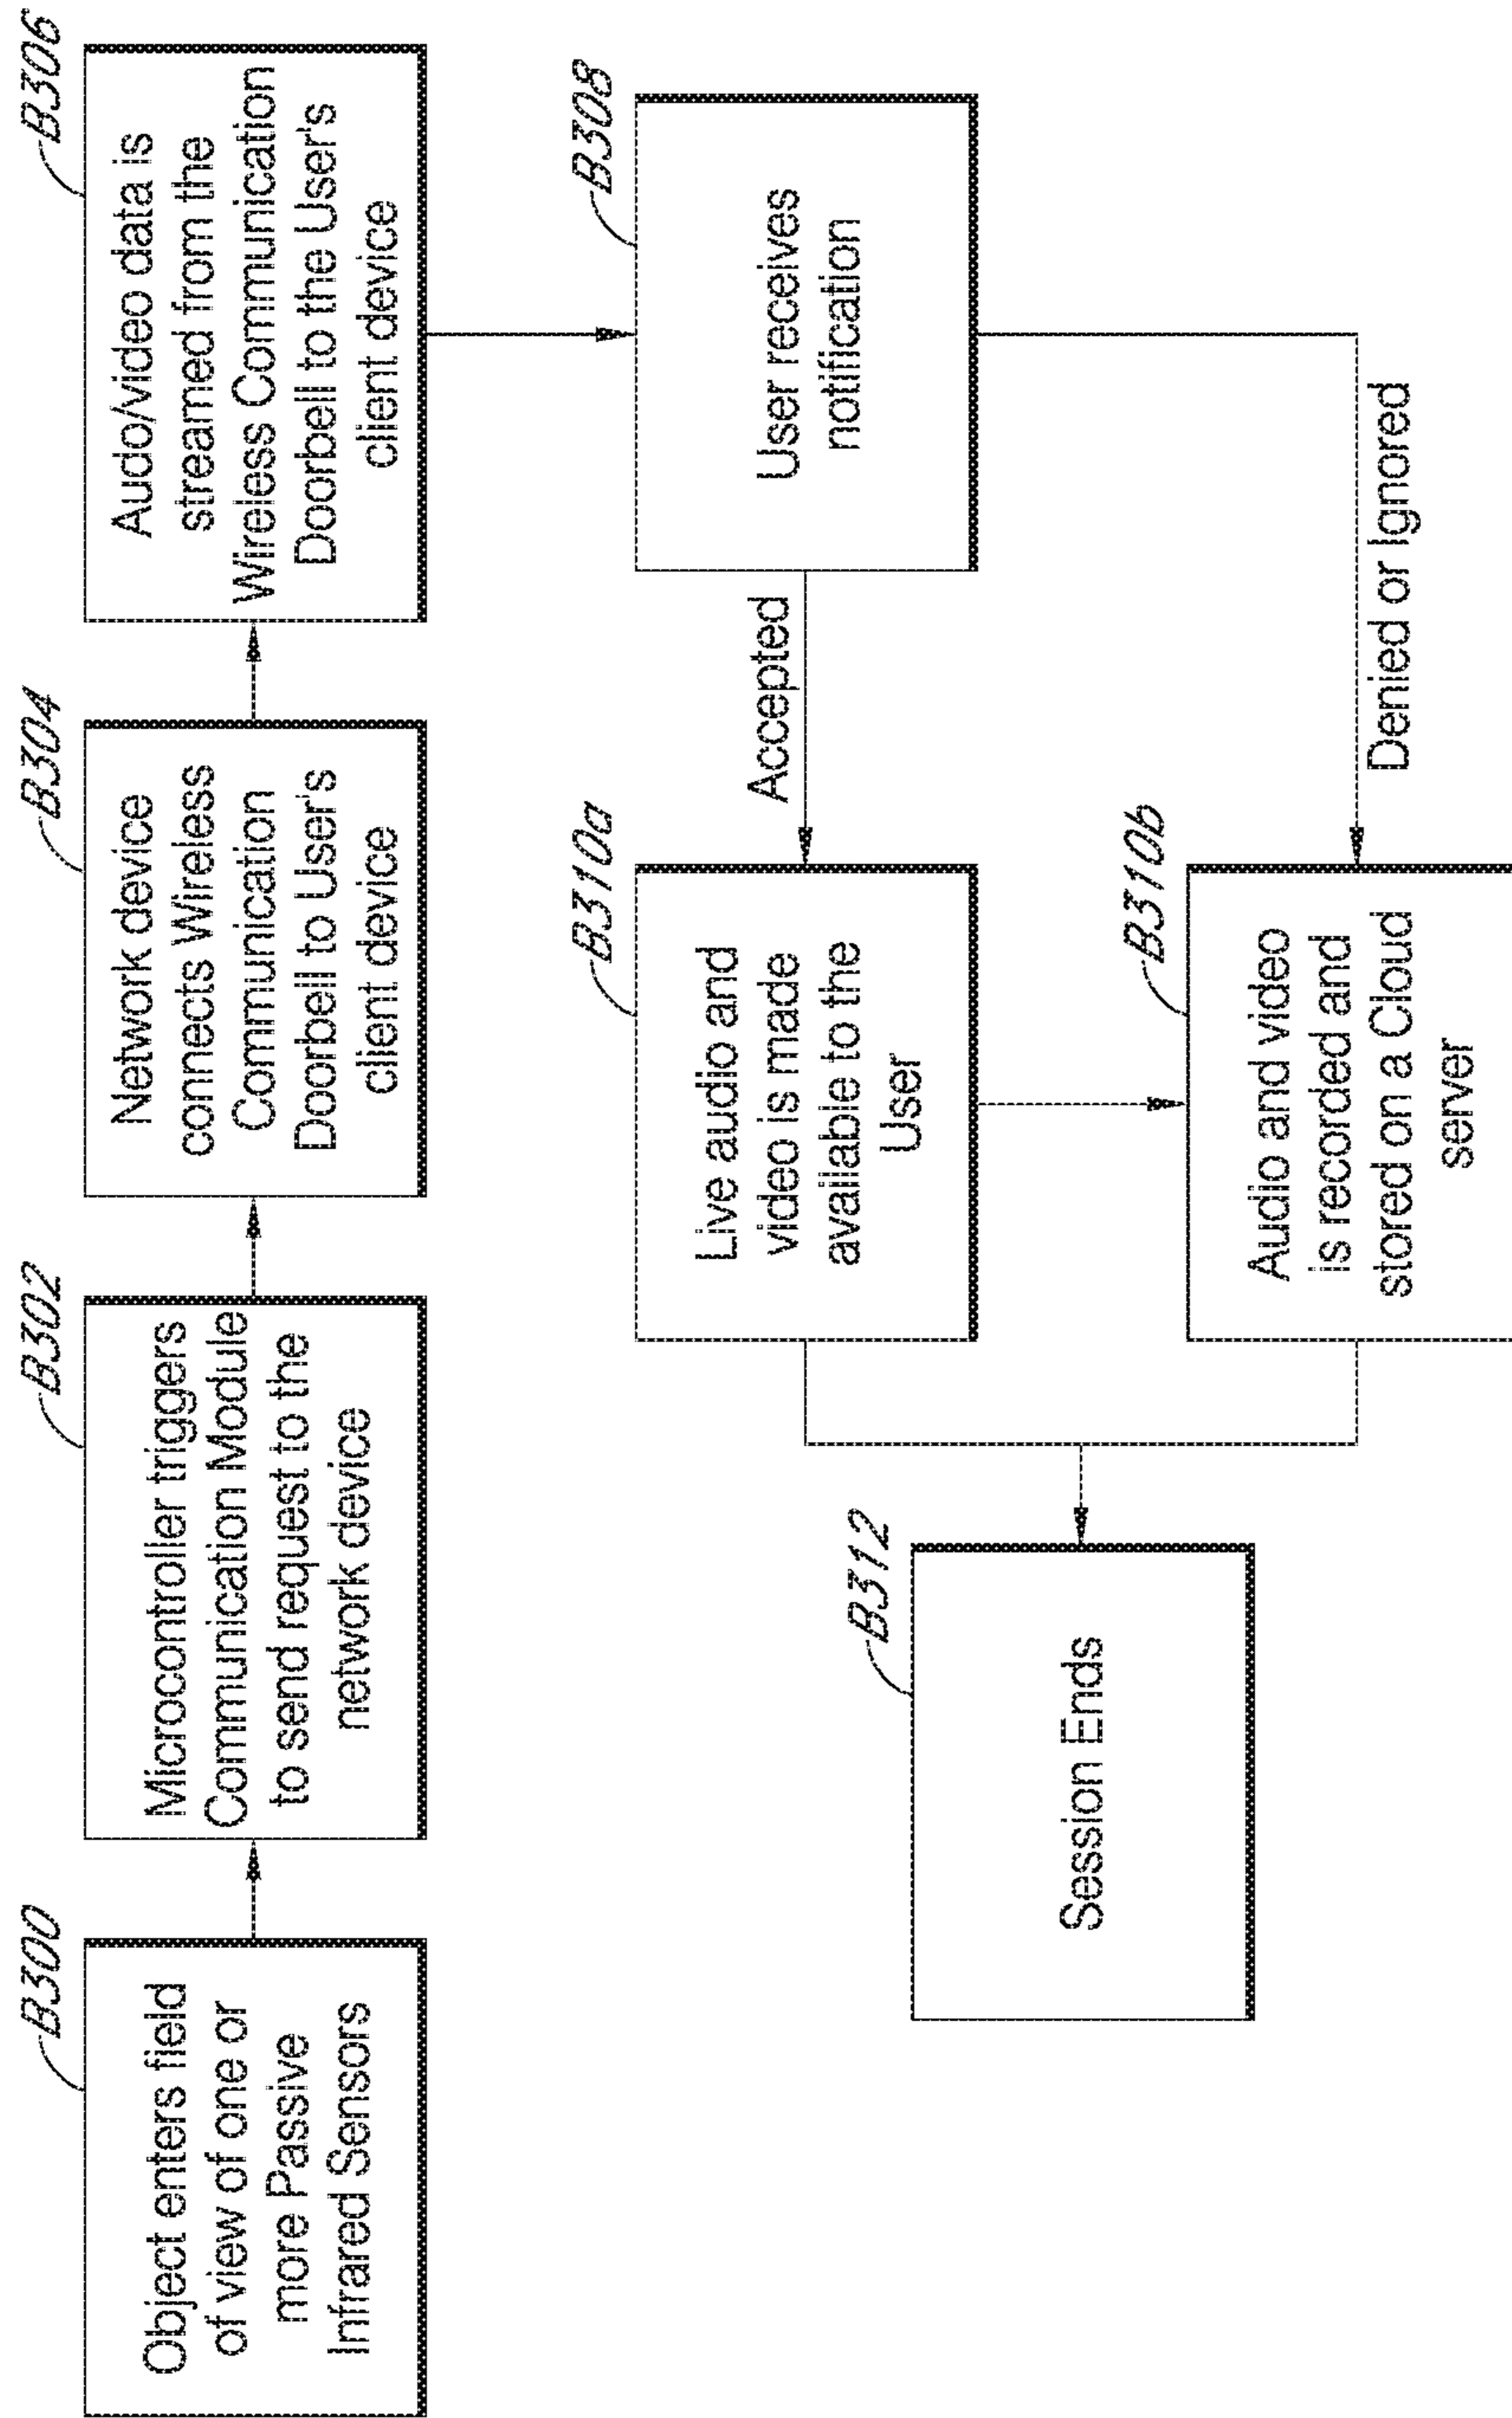 B300
Object enters field
of view of one or
more Passive
Infrared Sensors
B302
Microcontroller triggers
Communication Module
to send request to the
network device
B304
Network device
connects Wireless
Communication
Doorbell to User's
client device
B306
Audo/video data is
streamed from the
Wireless Communication
Doorbell to the User's
client device
B308
User receives
notification
Accepted
Denied or Ignored
B310a
Live audio and
video is made
available to the
User
B310b
Audio and video
is recorded and
stored on a Cloud
server
B312
Session Ends